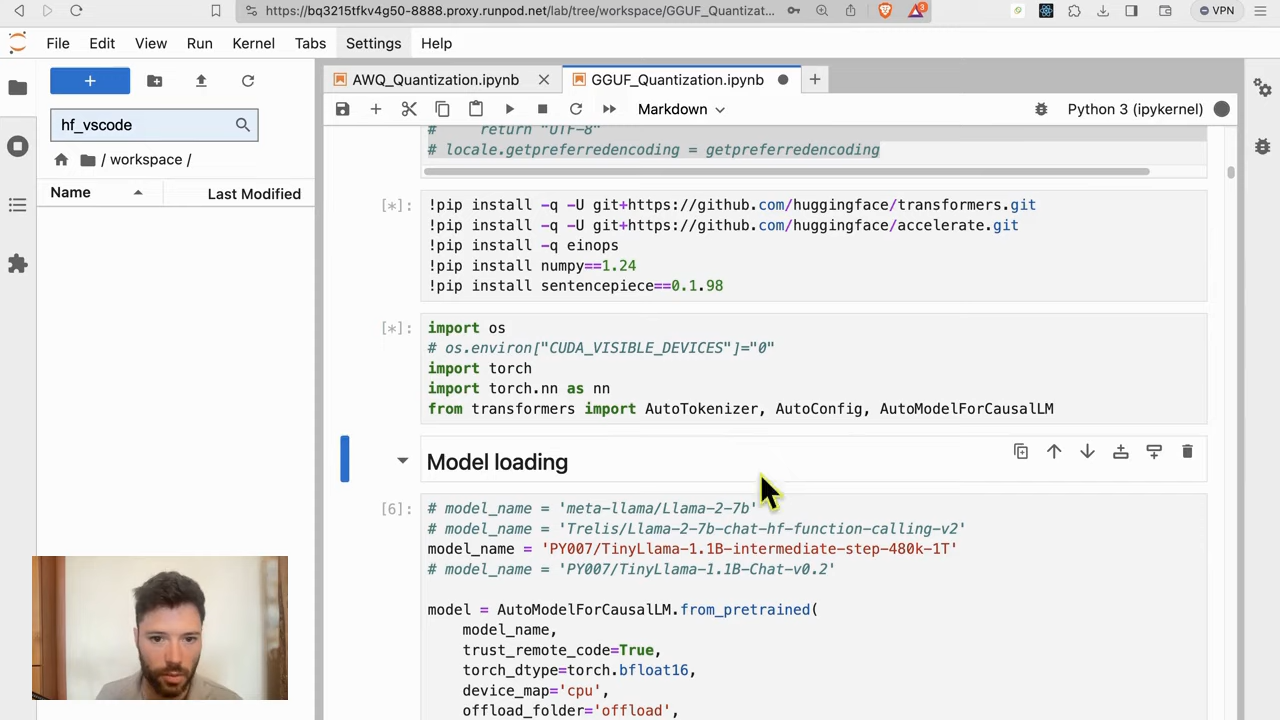 https://bq3215tfkv4g50-8888.proxy.runpod.net/lab/tree/workspace/GGUF_Quantizat...
3
VPN
File Edit View Run Kernel Tabs Settings Help
+
AWQ_Quantization.ipynb
GGUF_Quantization.ipynb
hf_vscode
Markdown
Python 3 (ipykernel)
/ workspace /
Name Last Modified
#     return "UTF-8"
# locale.getpreferredencoding = getpreferredencoding
[*]:
!pip install -q -U git+https://github.com/huggingface/transformers.git
!pip install -q -U git+https://github.com/huggingface/accelerate.git
!pip install -q einops
!pip install numpy==1.24
!pip install sentencepiece==0.1.98
[*]:
import os
# os.environ["CUDA_VISIBLE_DEVICES"]="0"
import torch
import torch.nn as nn
from transformers import AutoTokenizer, AutoConfig, AutoModelForCausalLM
Model loading
[6]:
# model_name = 'meta-llama/Llama-2-7b'
# model_name = 'Trelis/Llama-2-7b-chat-hf-function-calling-v2'
model_name = 'PY007/TinyLlama-1.1B-intermediate-step-480k-1T'
# model_name = 'PY007/TinyLlama-1.1B-Chat-v0.2'
model = AutoModelForCausalLM.from_pretrained(
    model_name,
    trust_remote_code=True,
    torch_dtype=torch.bfloat16,
    device_map='cpu',
    offload_folder='offload',